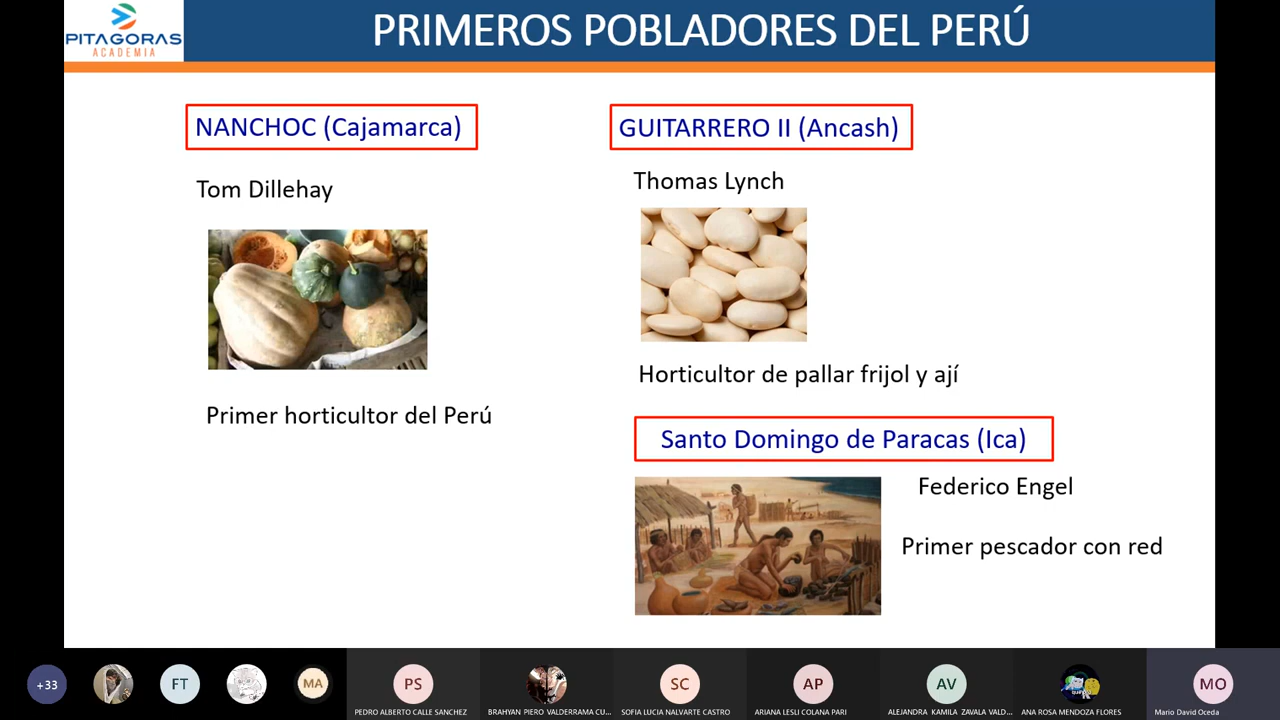 PITAGORAS
ACADEMIA
PRIMEROS POBLADORES DEL PERÚ
NANCHOC (Cajamarca)
Tom Dillehay
Primer horticultor del Perú
GUITARRERO II (Ancash)
Thomas Lynch
Horticultor de pallar frijol y ají
Santo Domingo de Paracas (Ica)
Federico Engel
Primer pescador con red
+33
FT
MA
PS
SC
AP
AV
MO
PEDRO ALBERTO CALLE SANCHEZ
BRAHYAN PIERO VALDERRAMA CU...
SOFIA LUCIA NALVARTE CASTRO
ARIANA LESLI COLANA PARI
ALEJANDRA KAMILA ZAVALA VALD...
ANA ROSA MENDOZA FLORES
Mario David Oceda